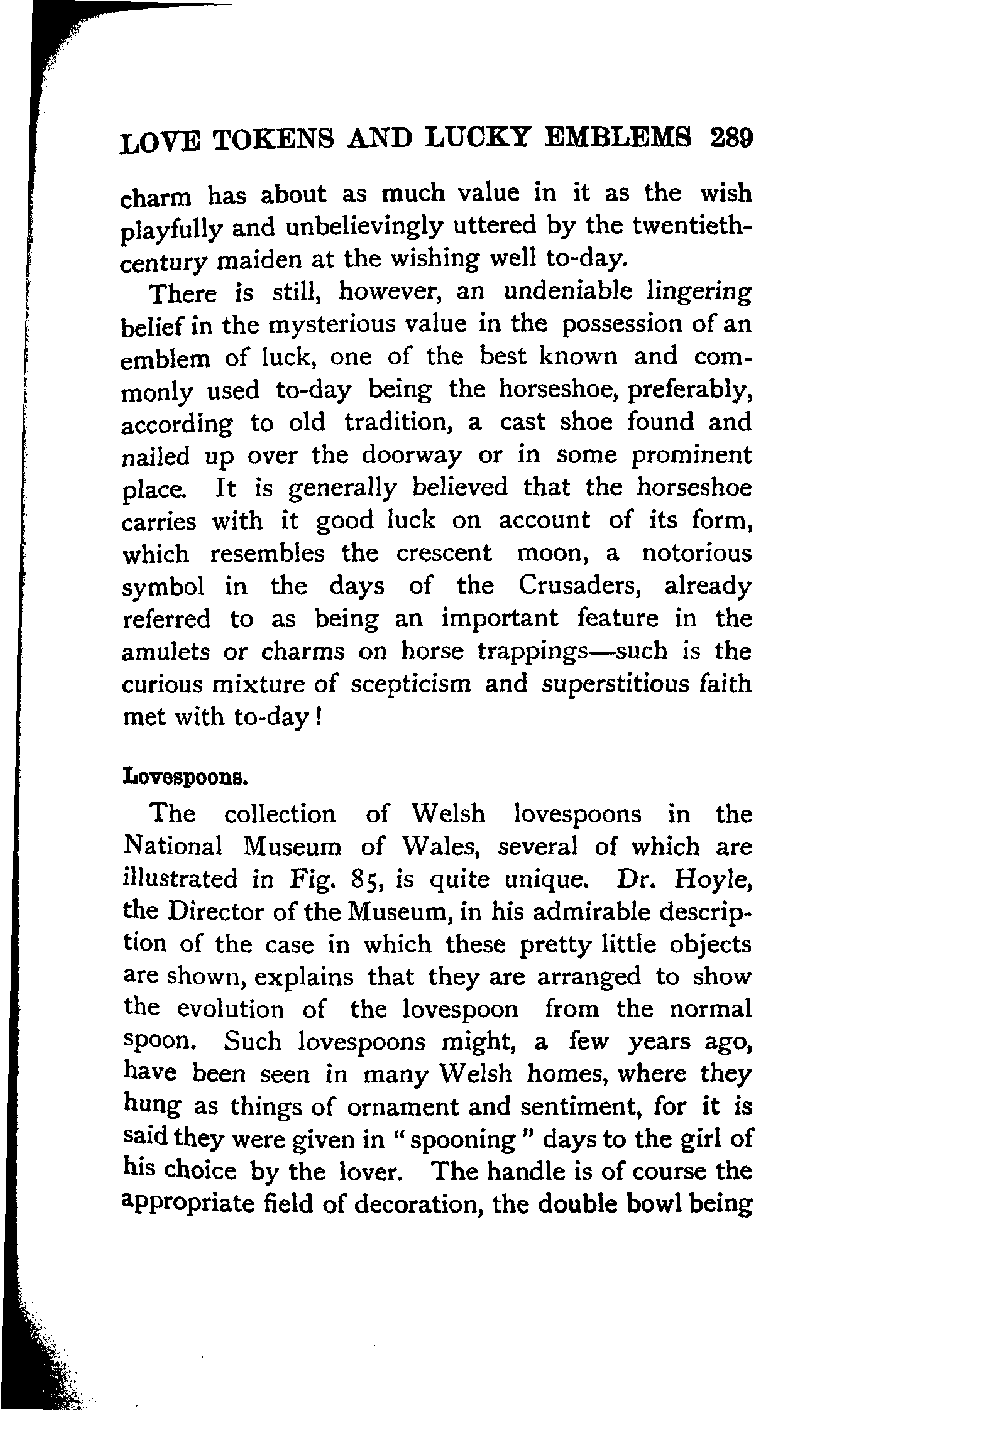 LOVE TOKENS AND LUCKY EMBLEMS 289
charm has about as much value in it as the wish
playfully and unbelievingly uttered by the twentieth-
century maiden at the wishing well to-day.
There is still, however, an undeniable lingering
belief in the mysterious value in the possession of an
emblem of luck, one of the best known and com-
monly used to-day being the horseshoe, preferably,
according to old tradition, a cast shoe found and
nailed up over the doorway or in some prominent
place. It is generally believed that the horseshoe
carries with it good luck on account of its form,
which resembles the crescent moon, a notorious
symbol in the days of the Crusaders, already
referred to as being an important feature in the
amulets or charms on horse trappings—such is the
curious mixture of scepticism and superstitious faith
met with to-day!
Lovespoons.
The collection of Welsh lovespoons in the
National Museum of Wales, several of which are
illustrated in Fig. 85, is quite unique. Dr. Hoyle,
the Director of the Museum, in his admirable descrip-
tion of the case in which these pretty little objects
are shown, explains that they are arranged to show
the evolution of the lovespoon from the normal
spoon. Such lovespoons might, a few years ago,
have been seen in many Welsh homes, where they
hung as things of ornament and sentiment, for it is
said they were given in "spooning" days to the girl of
his choice by the lover. The handle is of course the
appropriate field of decoration, the double bowl being